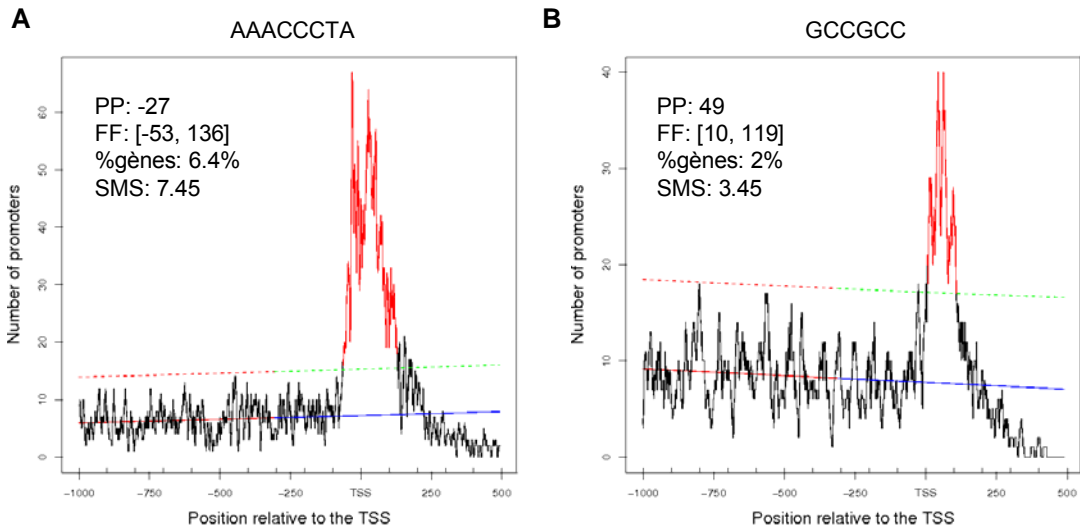 A
AAACCCTA
PP: -27
FF: [-53, 136]
%gènes: 6.4%
SMS: 7.45
Number of promoters
0
10
20
30
40
50
60
-1000
-750
-500
-250
TSS
250
500
Position relative to the TSS
B
GCCGCC
PP: 49
FF: [10, 119]
%gènes: 2%
SMS: 3.45
Number of promoters
0
10
20
30
40
-1000
-750
-500
-250
TSS
250
500
Position relative to the TSS